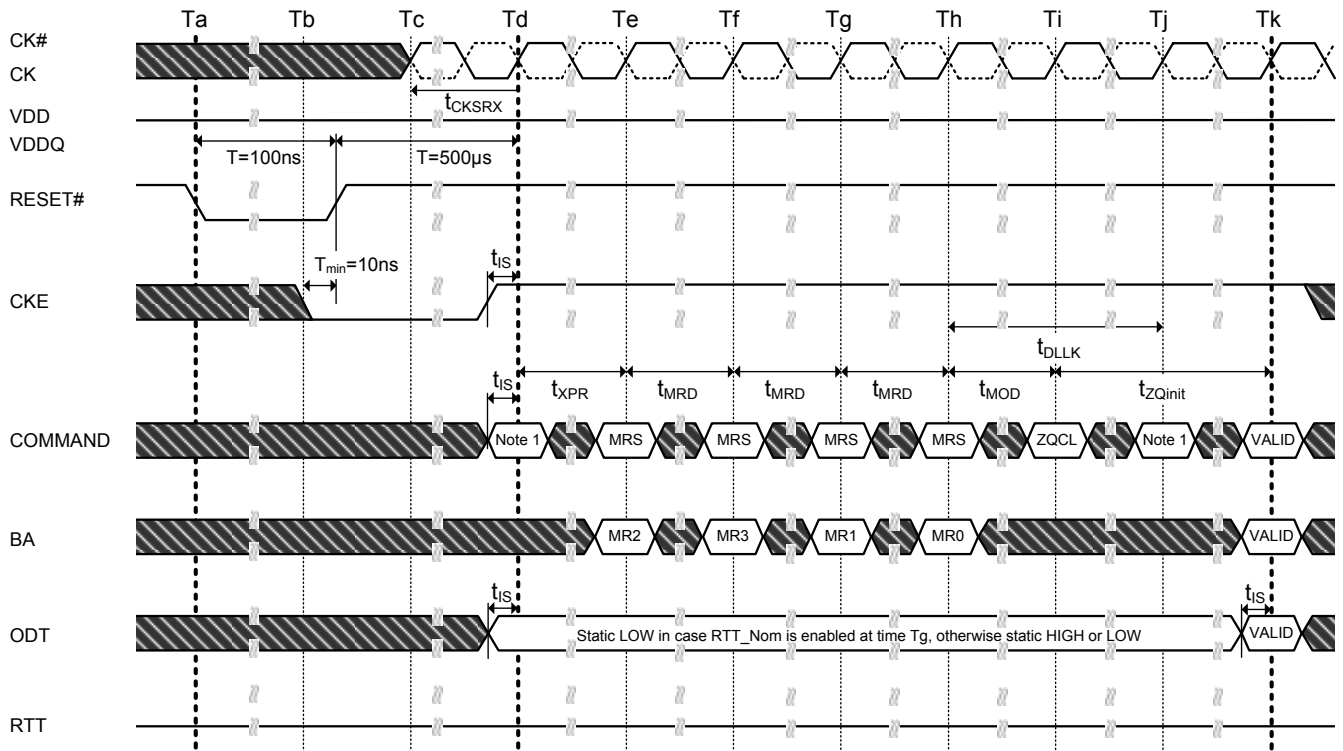 Ta Tb Tc Td Te Tf Tg Th Ti Tj Tk
CK#
CK
tCKSRX
VDD
VDDQ
T=100ns T=500µs
RESET#
Tmin=10ns tIS
CKE
tDLLK
tIS tXPR tMRD tMRD tMRD tMOD tZQinit
COMMAND Note 1 MRS MRS MRS MRS ZQCL Note 1 VALID
BA MR2 MR3 MR1 MR0 VALID
tIS tIS
ODT Static LOW in case RTT_Nom is enabled at time Tg, otherwise static HIGH or LOW VALID
RTT